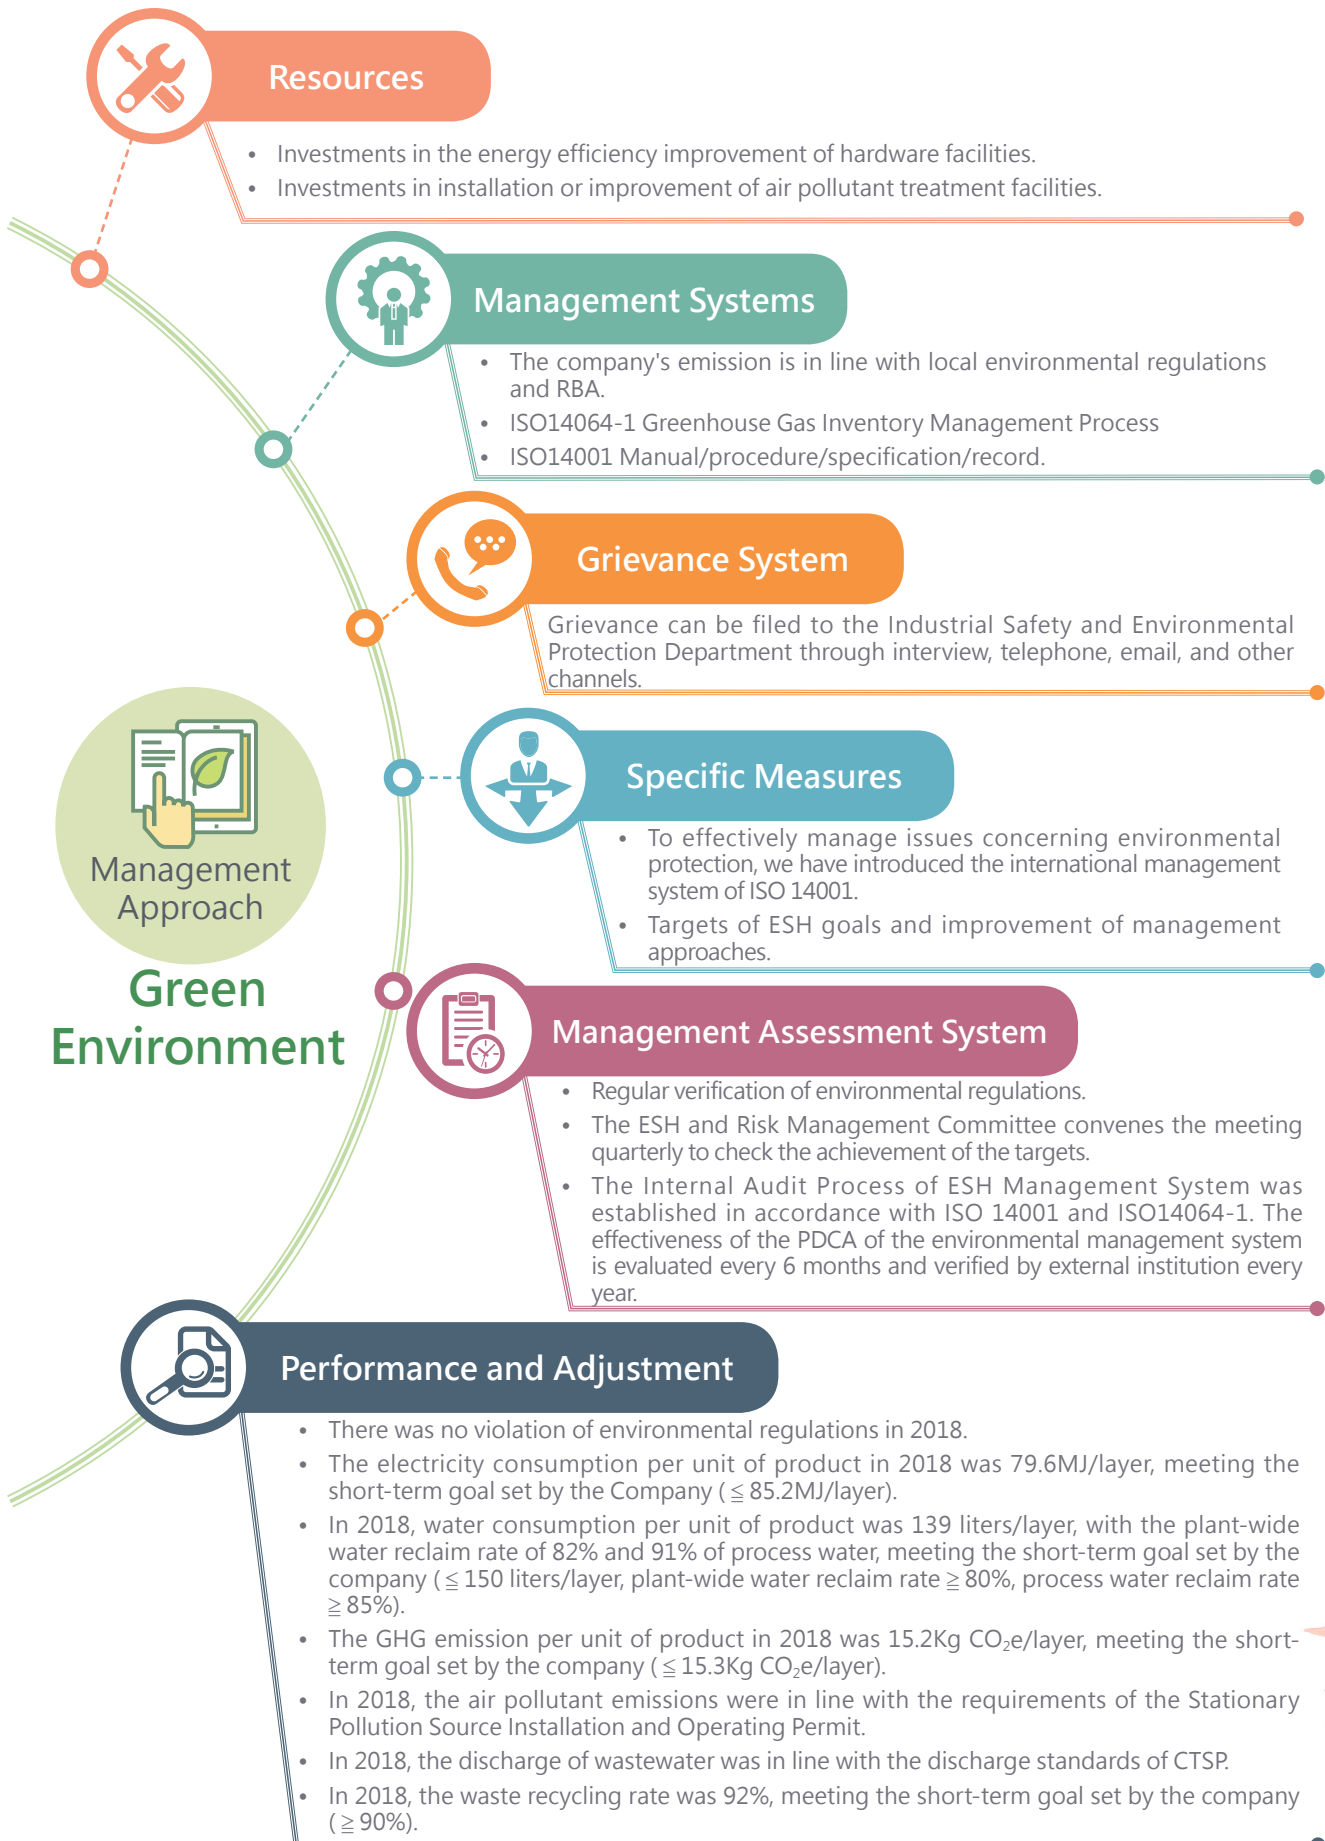 Resources
• Investments in the energy efficiency improvement of hardware facilities.
• Investments in installation or improvement of air pollutant treatment facilities.
Management Systems
• The company's emission is in line with local environmental regulations
and RBA.
• ISO14064-1 Greenhouse Gas Inventory Management Process
• ISO14001 Manual/procedure/specification/record.
Grievance System
Grievance can be filed to the Industrial Safety and Environmental
Protection Department through interview, telephone, email, and other
channels.
Specific Measures
• To effectively manage issues concerning environmental
protection, we have introduced the international management
system of ISO 14001.
• Targets of ESH goals and improvement of management
approaches.
Management
Approach
Green
Environment
Management Assessment System
• Regular verification of environmental regulations.
• The ESH and Risk Management Committee convenes the meeting
quarterly to check the achievement of the targets.
• The Internal Audit Process of ESH Management System was
established in accordance with ISO 14001 and ISO14064-1. The
effectiveness of the PDCA of the environmental management system
is evaluated every 6 months and verified by external institution every
year.
Performance and Adjustment
• There was no violation of environmental regulations in 2018.
• The electricity consumption per unit of product in 2018 was 79.6MJ/layer, meeting the
short-term goal set by the Company (≦85.2MJ/layer).
• In 2018, water consumption per unit of product was 139 liters/layer, with the plant-wide
water reclaim rate of 82% and 91% of process water, meeting the short-term goal set by the
company (≦150 liters/layer, plant-wide water reclaim rate ≧80%, process water reclaim rate
≧85%).
• The GHG emission per unit of product in 2018 was 15.2Kg CO₂e/layer, meeting the short-
term goal set by the company (≦15.3Kg CO₂e/layer).
• In 2018, the air pollutant emissions were in line with the requirements of the Stationary
Pollution Source Installation and Operating Permit.
• In 2018, the discharge of wastewater was in line with the discharge standards of CTSP.
• In 2018, the waste recycling rate was 92%, meeting the short-term goal set by the company
(≧90%).